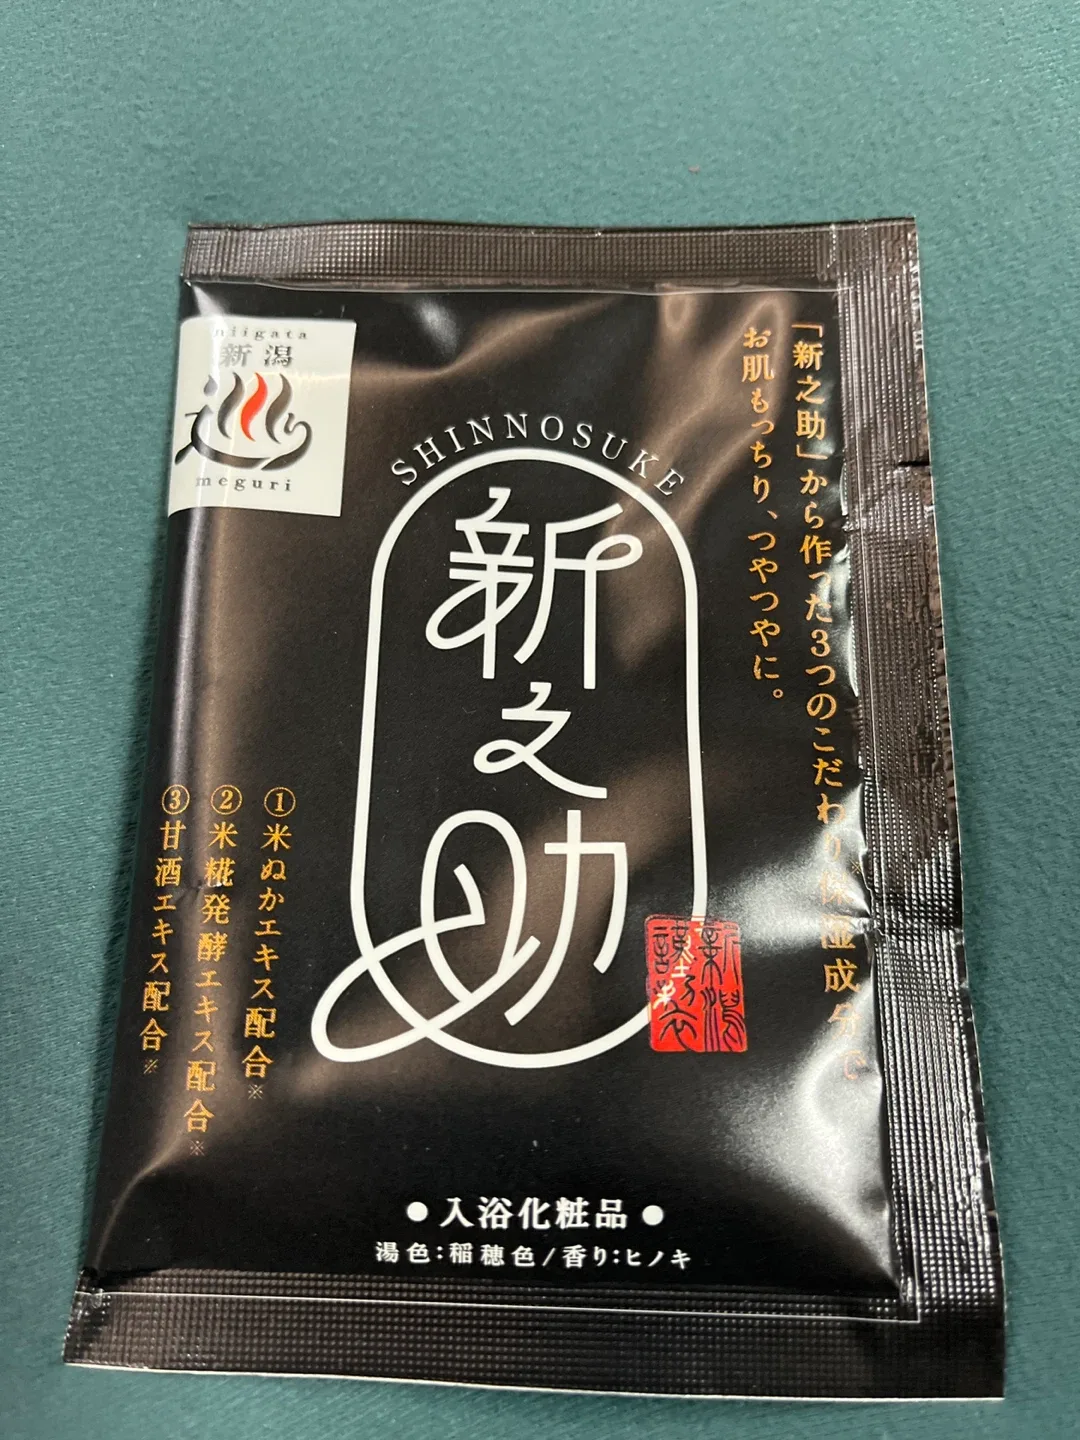 niigata
新潟
meguri
SHINNOSUKE
新之助
「新之助」から作った3つのこだわり保湿成分で
お肌もっちり、つやつやに。
①米ぬかエキス配合※
②米糀発酵エキス配合※
③甘酒エキス配合※
新潟
謹製
●入浴化粧品●
湯色:稲穂色/香り:ヒノキ